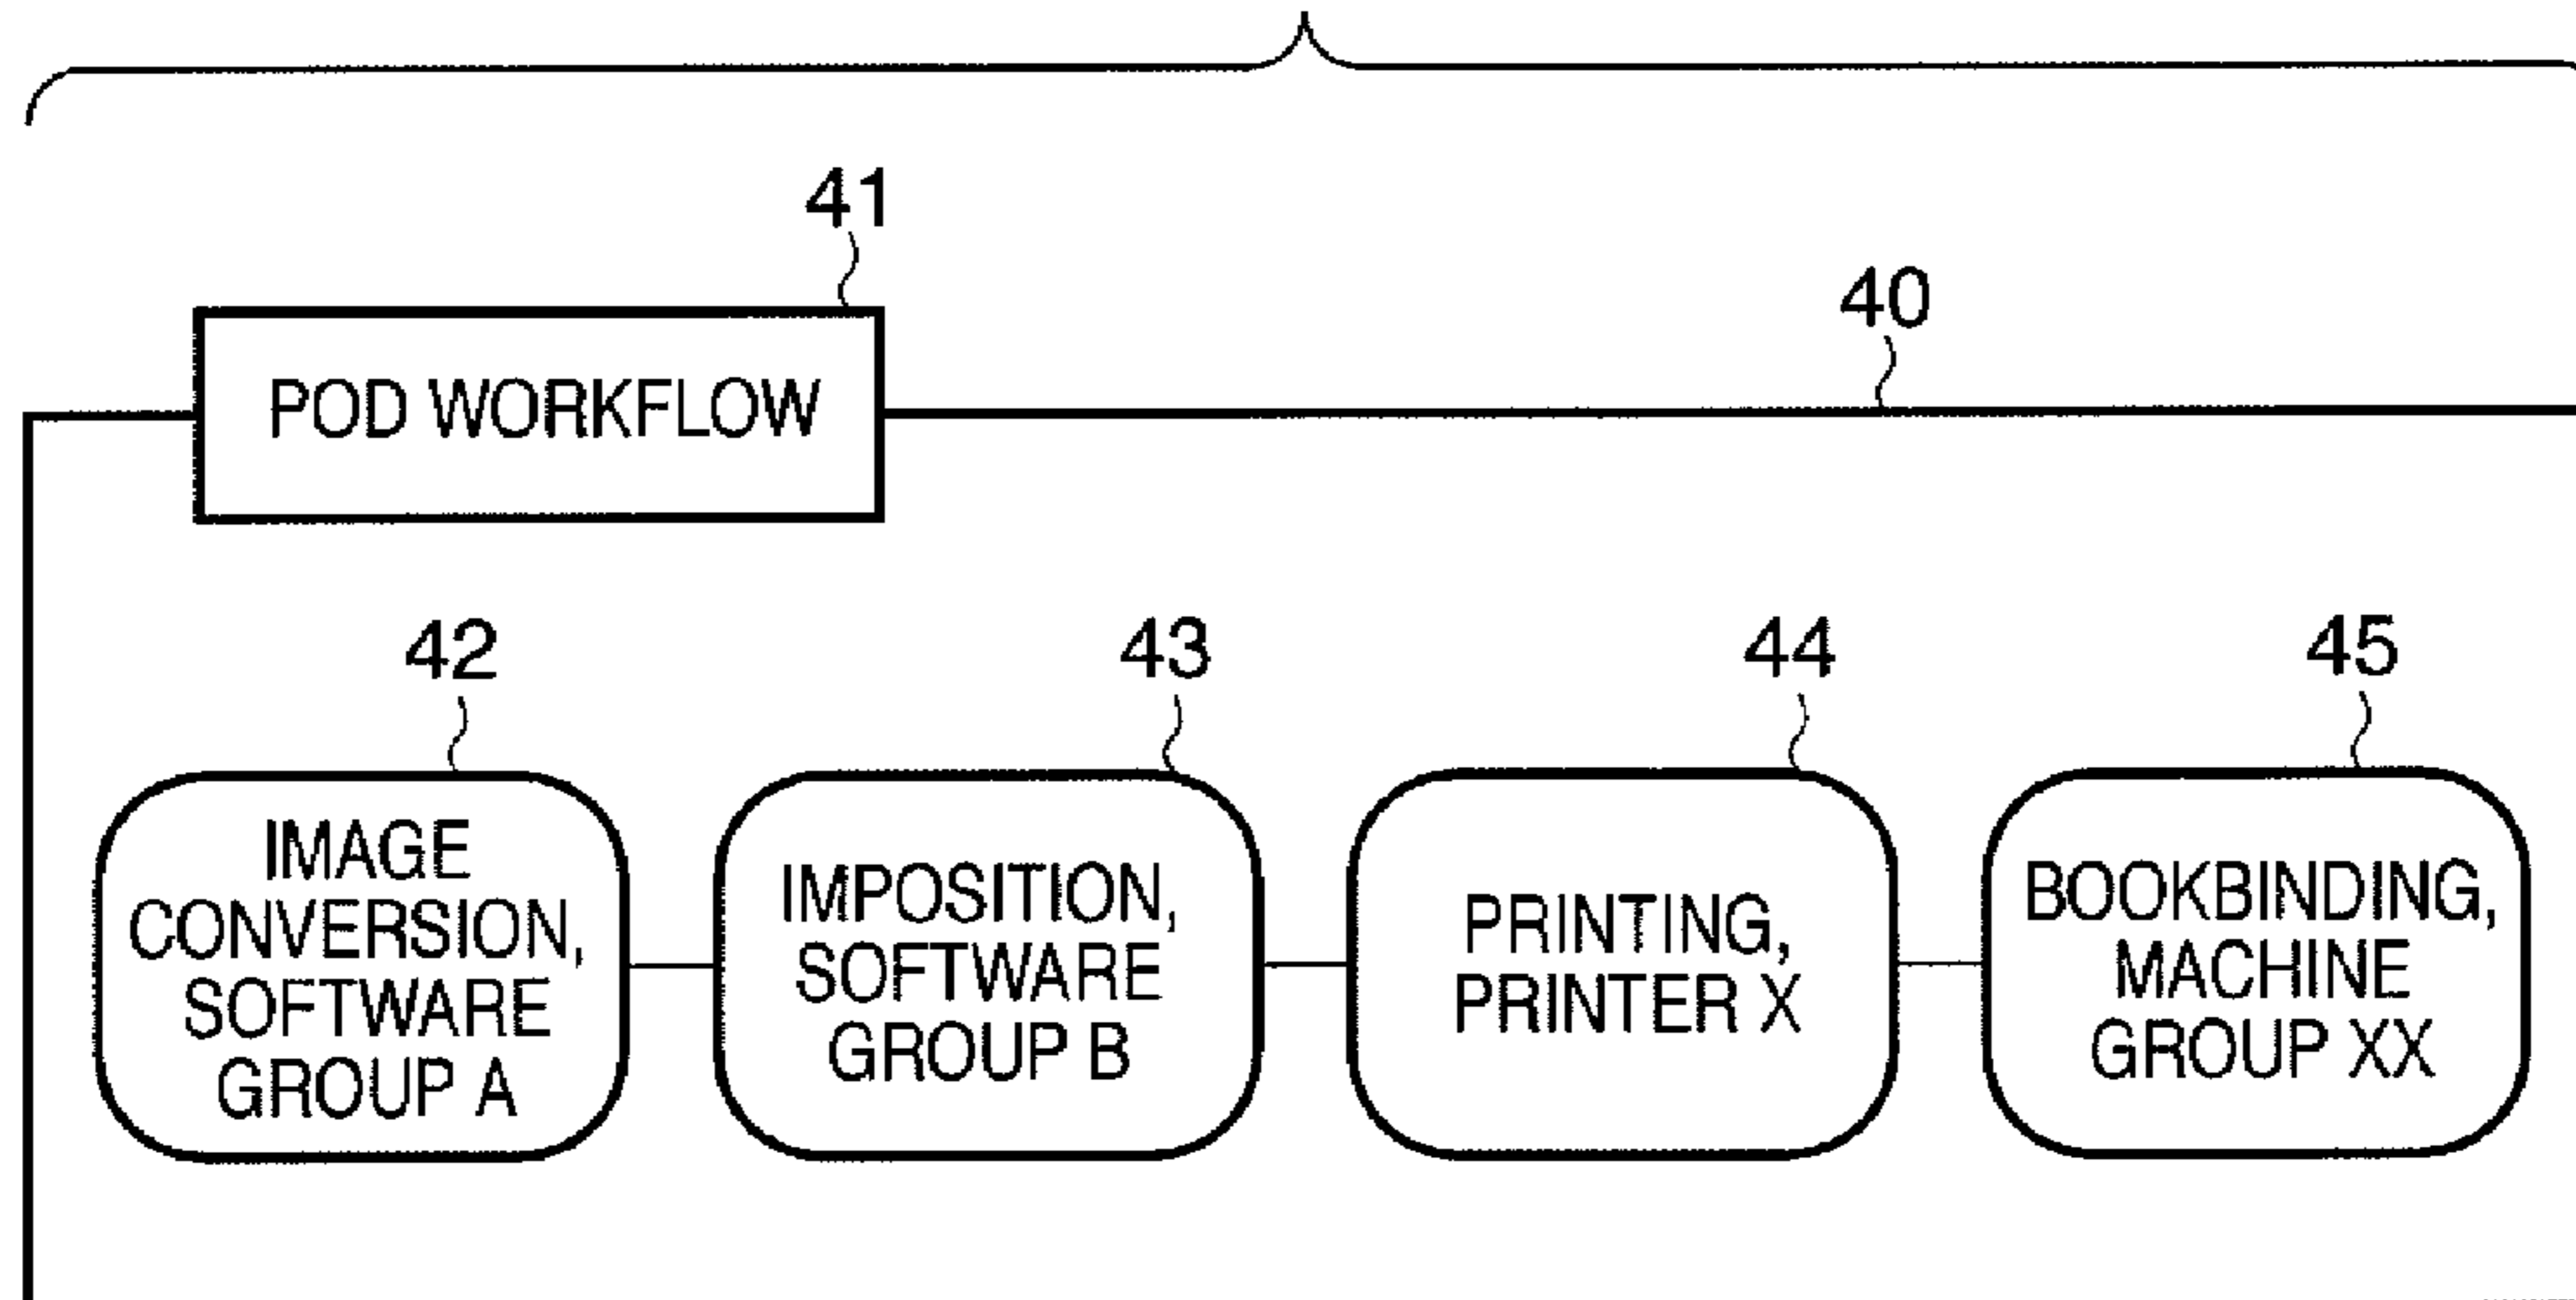 41
POD WORKFLOW
40
42
43
44
45
IMAGE
CONVERSION,
SOFTWARE
GROUP A
IMPOSITION,
SOFTWARE
GROUP B
PRINTING,
PRINTER X
BOOKBINDING,
MACHINE
GROUP XX